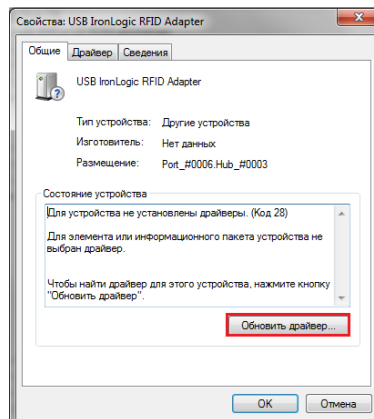 Свойства: USB IronLogic RFID Adapter
Общие
Драйвер
Сведения
USB IronLogic RFID Adapter
Тип устройства: Другие устройства
Изготовитель: Нет данных
Размещение: Port_#0006.Hub_#0003
Состояние устройства
Для устройства не установлены драйверы. (Код 28)
Для элемента или информационного пакета устройства не
выбран драйвер.
Чтобы найти драйвер для этого устройства, нажмите кнопку
"Обновить драйвер".
Обновить драйвер...
OK
Отмена